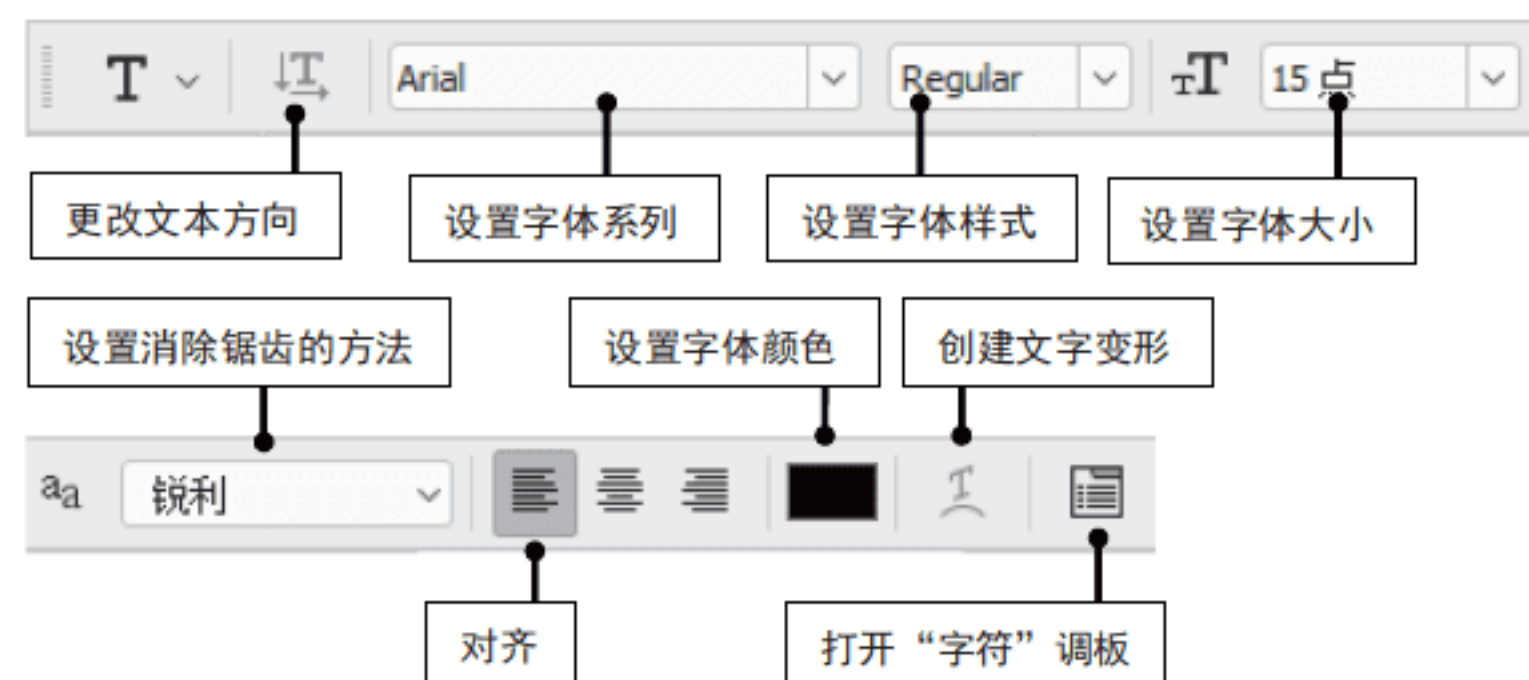 T T Arial Regular TT 15 点
更改文本方向 设置字体系列 设置字体样式 设置字体大小
设置消除锯齿的方法 设置字体颜色 创建文字变形
aa 锐利 T
对齐 打开“字符”调板